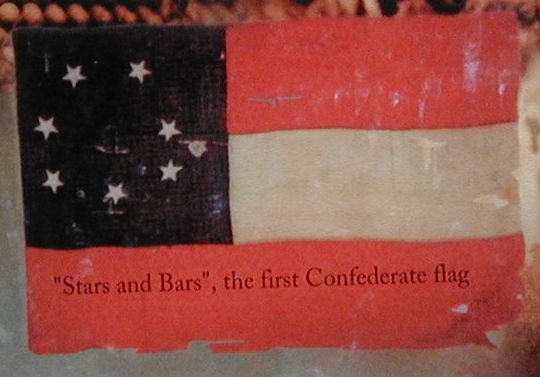 "Stars and Bars", the first Confederate flag